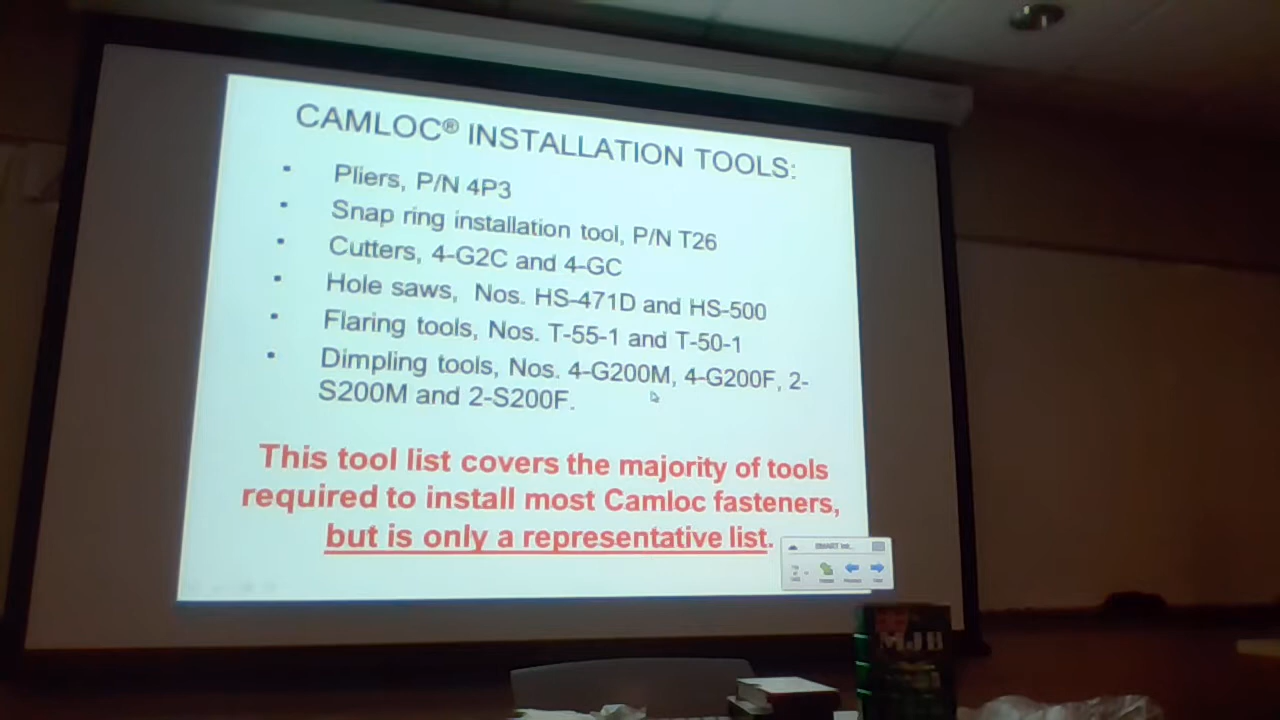 CAMLOC® INSTALLATION TOOLS:
▪ Pliers, P/N 4P3
▪ Snap ring installation tool, P/N T26
▪ Cutters, 4-G2C and 4-GC
▪ Hole saws, Nos. HS-471D and HS-500
▪ Flaring tools, Nos. T-55-1 and T-50-1
▪ Dimpling tools, Nos. 4-G200M, 4-G200F, 2-
S200M and 2-S200F.
This tool list covers the majority of tools
required to install most Camloc fasteners,
but is only a representative list.
SMART Ink...
MJB